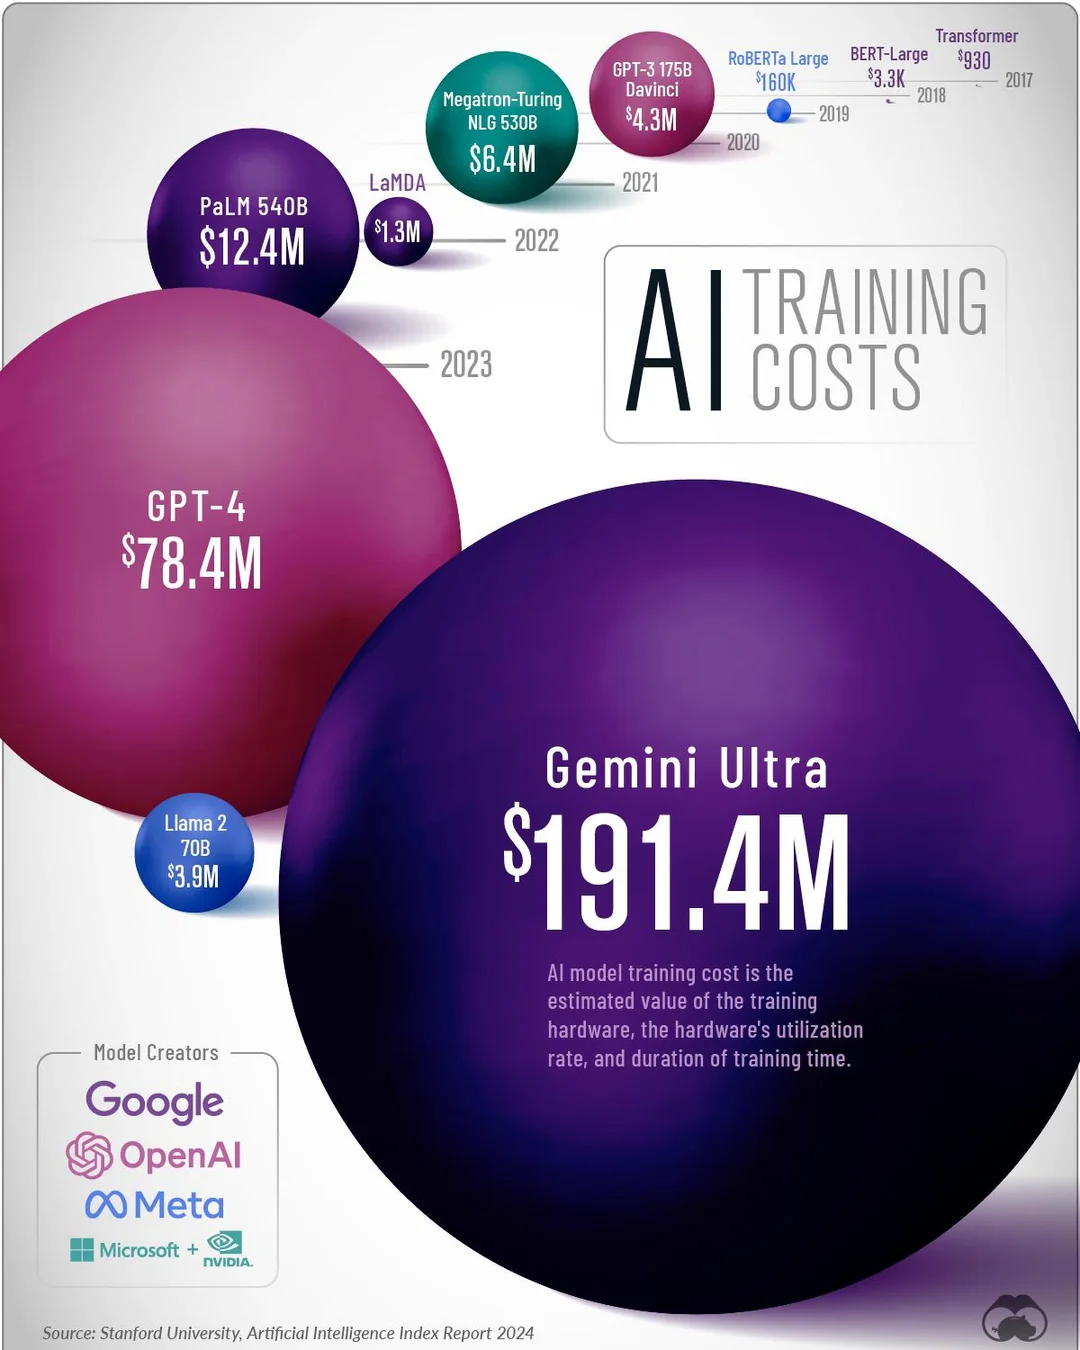 Transformer
$930
2017
BERT-Large
$3.3K
2018
RoBERTa Large
$160K
2019
GPT-3 175B
Davinci
$4.3M
2020
Megatron-Turing
NLG 530B
$6.4M
2021
LaMDA
$1.3M
PaLM 540B
$12.4M
2022
AI TRAINING
COSTS
2023
GPT-4
$78.4M
Gemini Ultra
$191.4M
Llama 2
70B
$3.9M
AI model training cost is the
estimated value of the training
hardware, the hardware's utilization
rate, and duration of training time.
Model Creators
Google
OpenAI
Meta
Microsoft + NVIDIA.
Source: Stanford University, Artificial Intelligence Index Report 2024